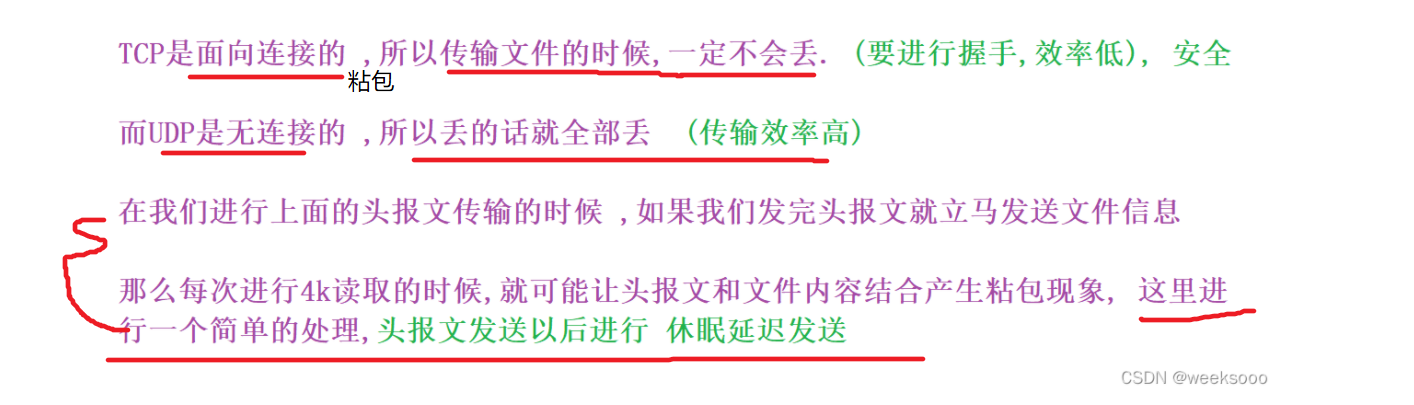 TCP是面向连接的 ,所以传输文件的时候,一定不会丢. (要进行握手,效率低), 安全
粘包
而UDP是无连接的 ,所以丢的话就全部丢 (传输效率高)
在我们进行上面的头报文传输的时候 ,如果我们发完头报文就立马发送文件信息
那么每次进行4k读取的时候,就可能让头报文和文件内容结合产生粘包现象, 这里进
行一个简单的处理,头报文发送以后进行 休眠延迟发送
CSDN @weeksooo